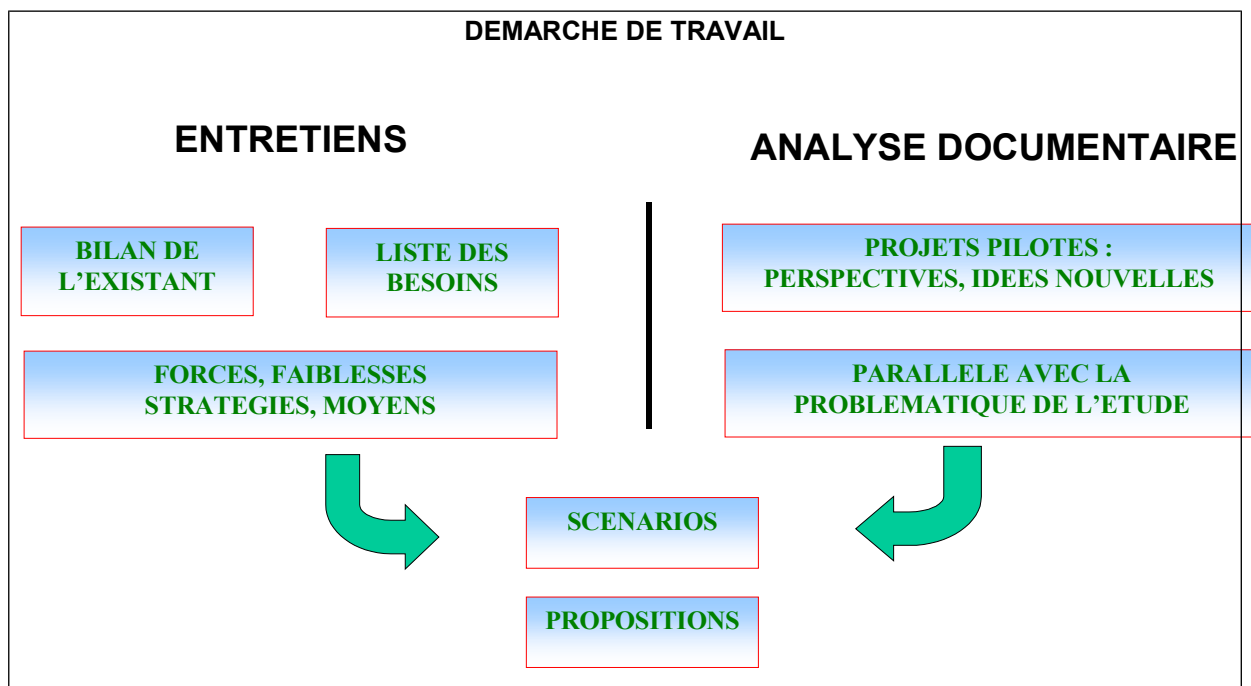 DEMARCHE DE TRAVAIL
ENTRETIENS
BILAN DE
L’EXISTANT
LISTE DES
BESOINS
FORCES, FAIBLESSES
STRATEGIES, MOYENS
ANALYSE DOCUMENTAIRE
PROJETS PILOTES :
PERSPECTIVES, IDEES NOUVELLES
PARALLELE AVEC LA
PROBLEMATIQUE DE L’ETUDE
SCENARIOS
PROPOSITIONS